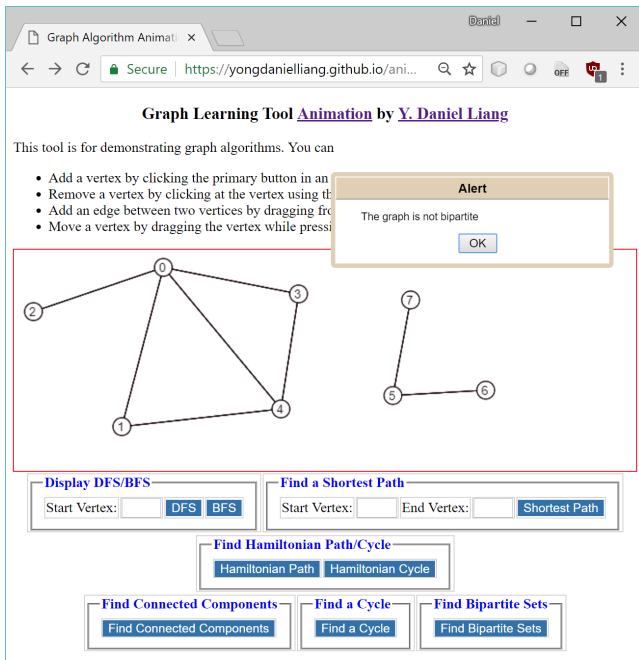 Daniel
Graph Algorithm Animati
Secure https://yongdanielliang.github.io/ani...
OFF
1
Graph Learning Tool Animation by Y. Daniel Liang
This tool is for demonstrating graph algorithms. You can
• Add a vertex by clicking the primary button in an
• Remove a vertex by clicking at the vertex using th
• Add an edge between two vertices by dragging fro
• Move a vertex by dragging the vertex while pressi
Alert
The graph is not bipartite
OK
0
2
3
7
1
4
5
6
Display DFS/BFS
Start Vertex: DFS BFS
Find a Shortest Path
Start Vertex: End Vertex: Shortest Path
Find Hamiltonian Path/Cycle
Hamiltonian Path Hamiltonian Cycle
Find Connected Components
Find Connected Components
Find a Cycle
Find a Cycle
Find Bipartite Sets
Find Bipartite Sets